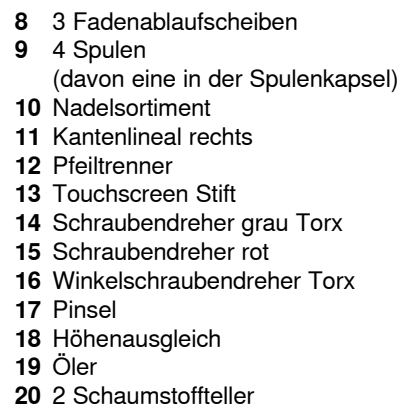 8 3 Fadenablaufscheiben
9 4 Spulen
(davon eine in der Spulenkapsel)
10 Nadelsortiment
11 Kantenlineal rechts
12 Pfeiltrenner
13 Touchscreen Stift
14 Schraubendreher grau Torx
15 Schraubendreher rot
16 Winkelschraubendreher Torx
17 Pinsel
18 Höhenausgleich
19 Öler
20 2 Schaumstoffteller